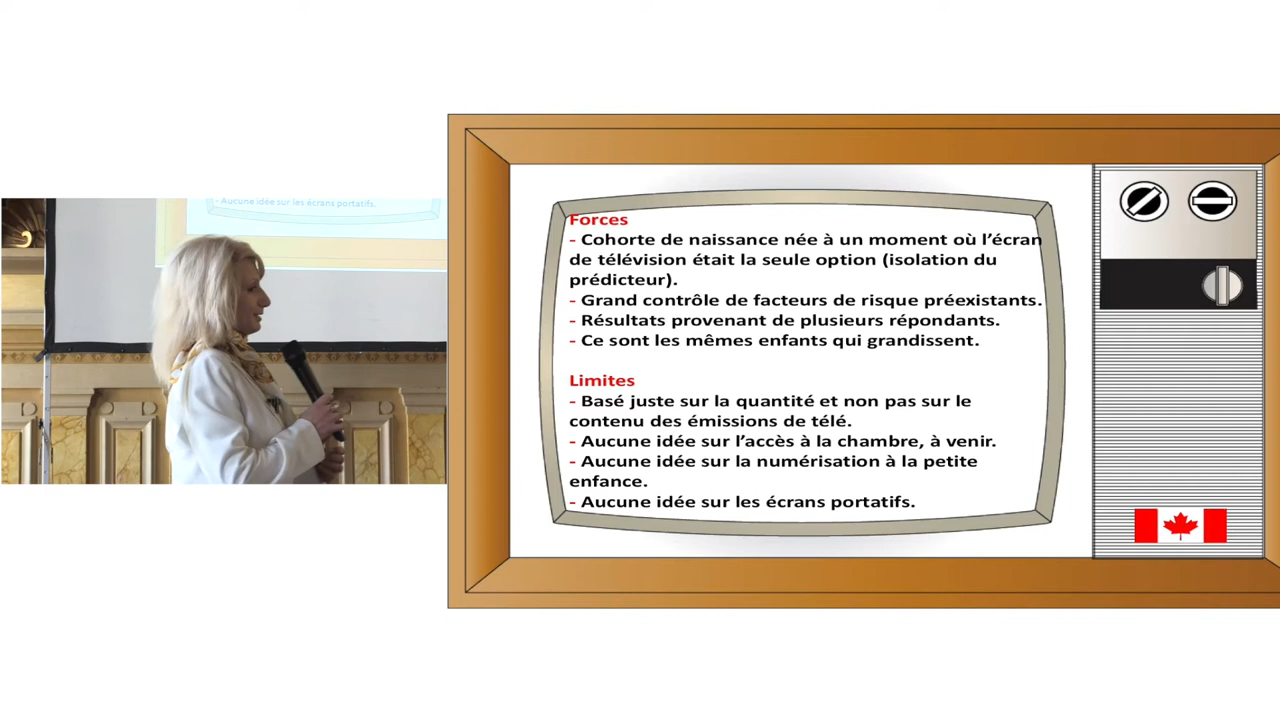 - Aucune idée sur les écrans portatifs.
Forces
- Cohorte de naissance née à un moment où l’écran
de télévision était la seule option (isolation du
prédicteur).
- Grand contrôle de facteurs de risque préexistants.
- Résultats provenant de plusieurs répondants.
- Ce sont les mêmes enfants qui grandissent.
Limites
- Basé juste sur la quantité et non pas sur le
contenu des émissions de télé.
- Aucune idée sur l’accès à la chambre, à venir.
- Aucune idée sur la numérisation à la petite
enfance.
- Aucune idée sur les écrans portatifs.